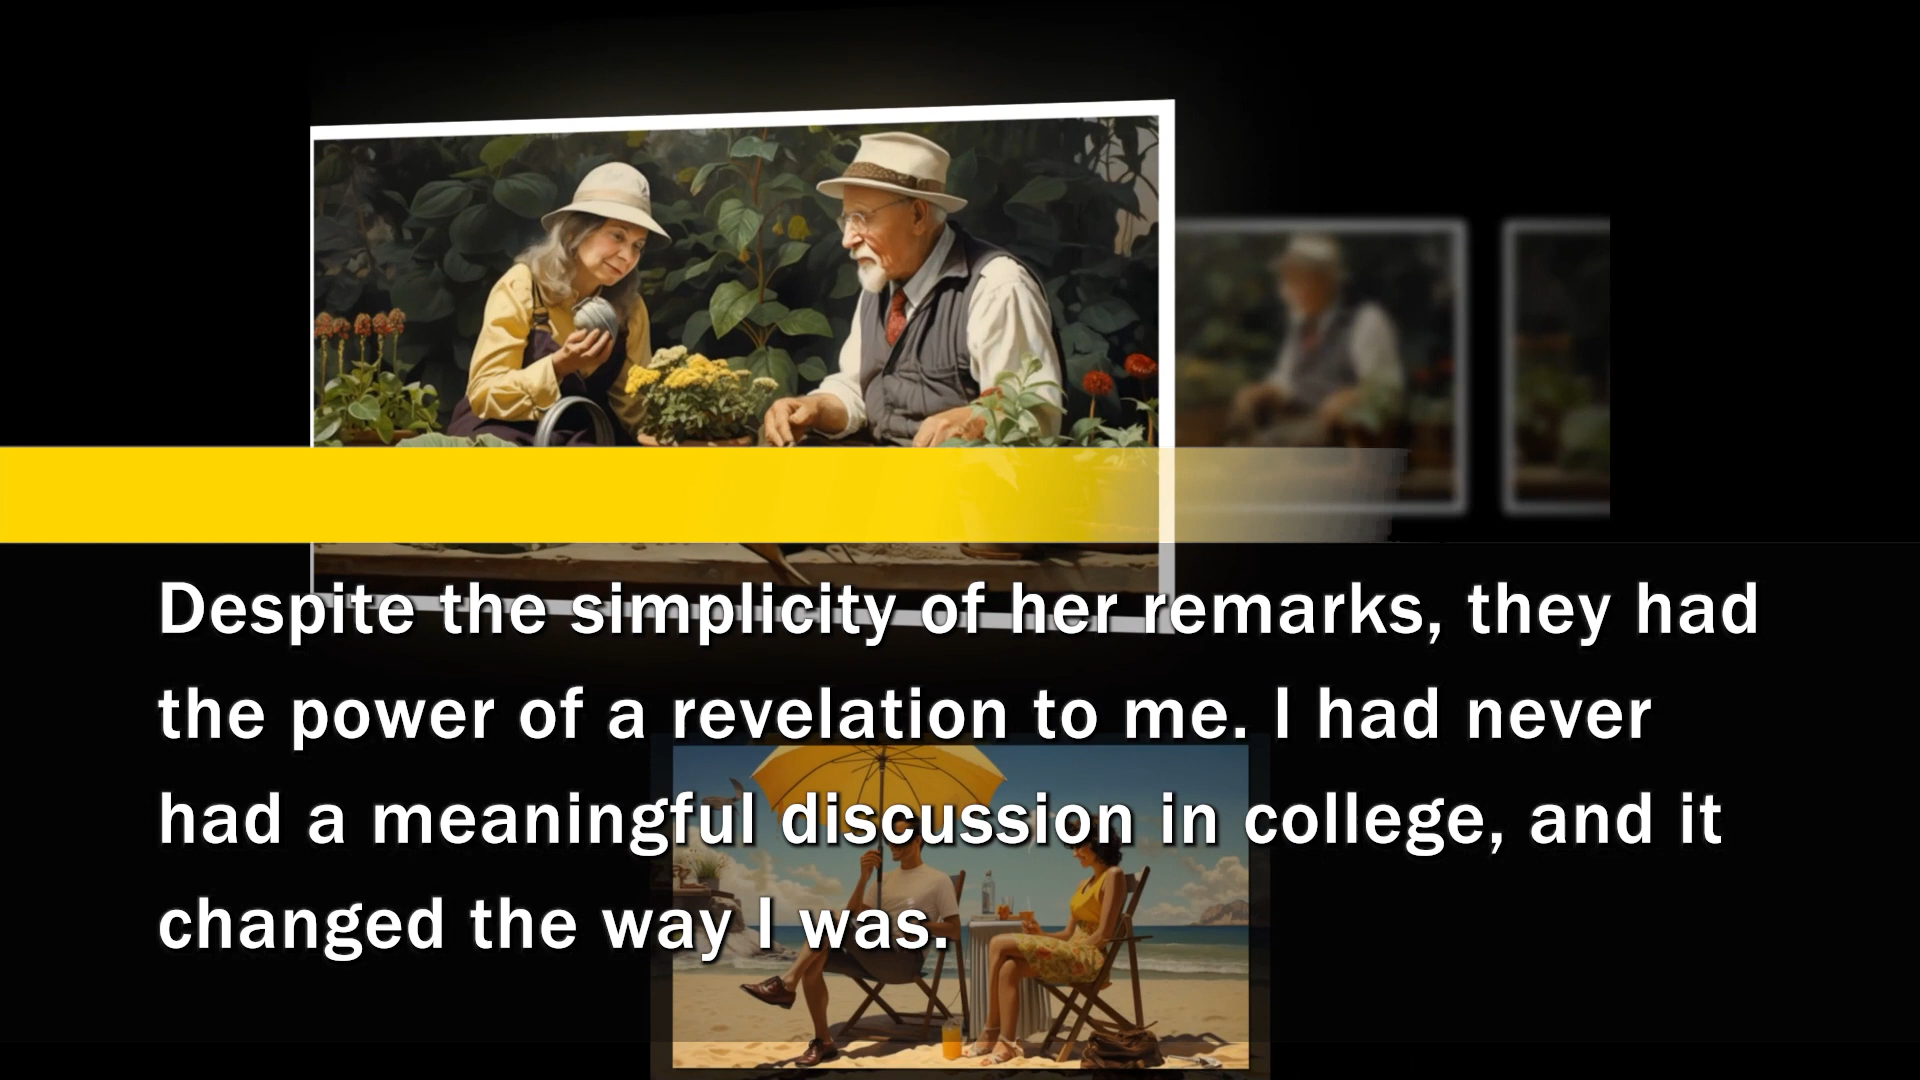 Despite the simplicity of her remarks, they had
the power of a revelation to me. I had never
had a meaningful discussion in college, and it
changed the way I was.